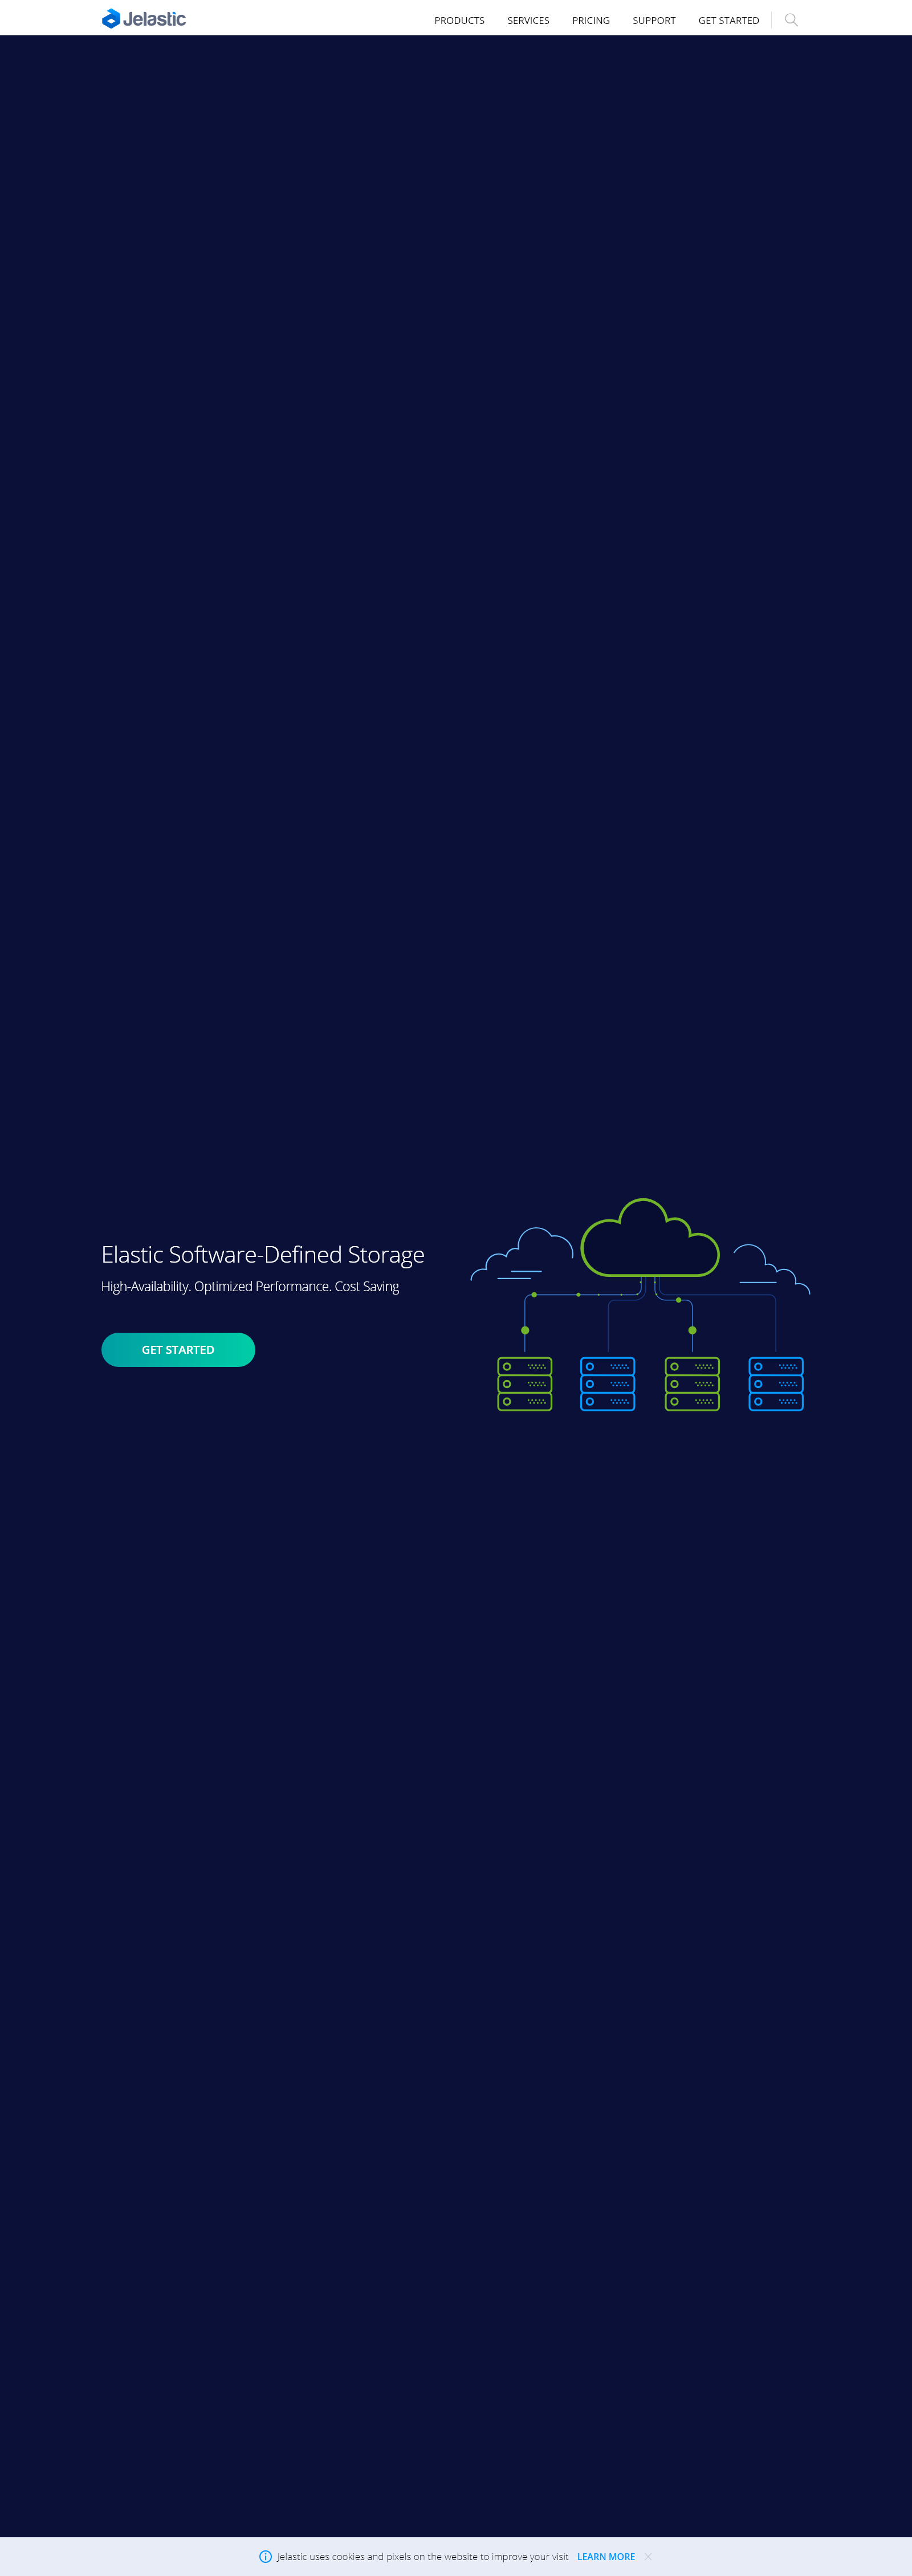 Jelastic
PRODUCTS SERVICES PRICING SUPPORT GET STARTED
Elastic Software-Defined Storage
High-Availability. Optimized Performance. Cost Saving
GET STARTED
Jelastic uses cookies and pixels on the website to improve your visit LEARN MORE